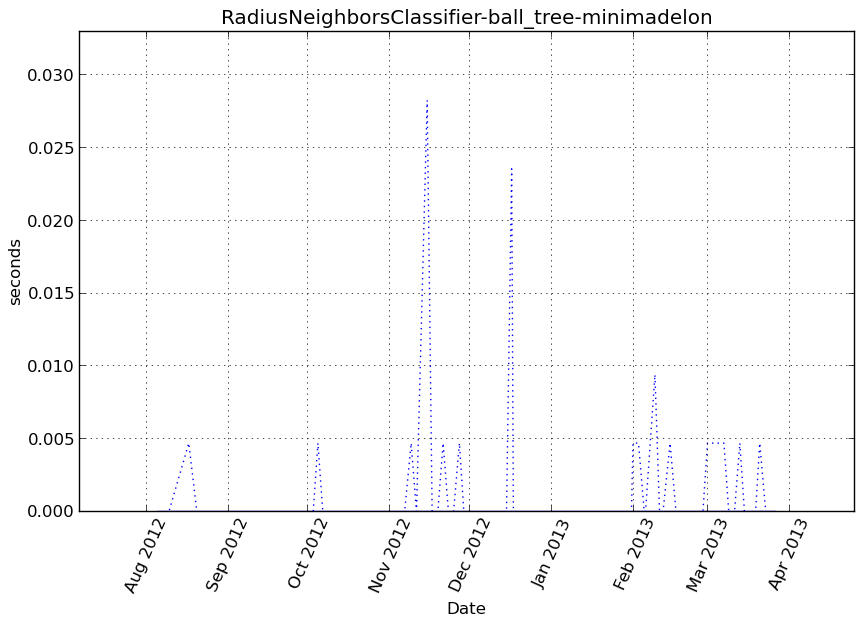 RadiusNeighborsClassifier-ball_tree-minimadelon
0.030
0.025
0.020
0.015
0.010
0.005
0.000
seconds
Aug 2012
Sep 2012
Oct 2012
Nov 2012
Dec 2012
Jan 2013
Feb 2013
Mar 2013
Apr 2013
Date